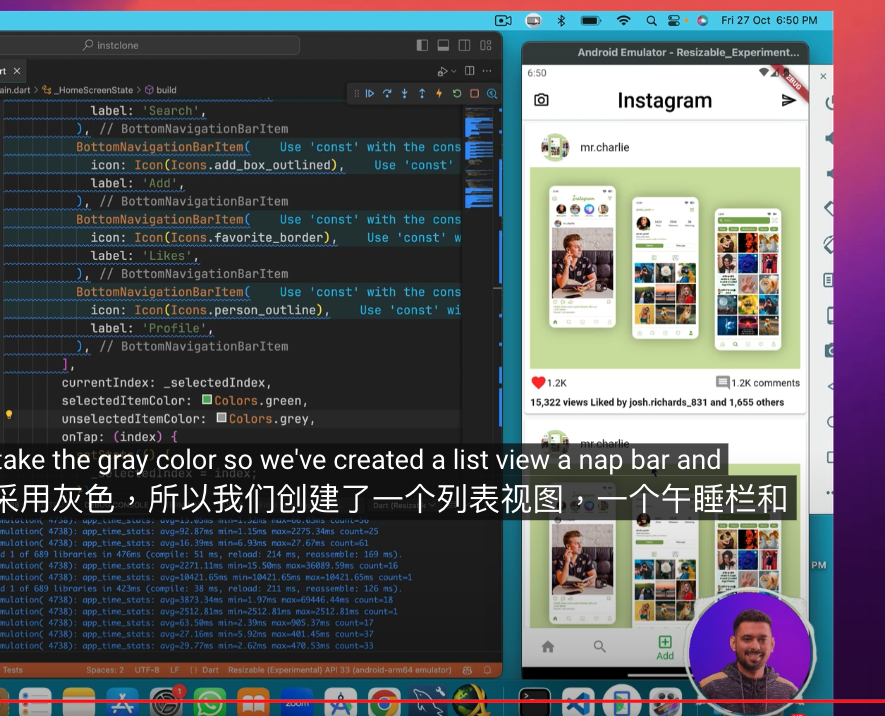 Fri 27 Oct 6:50 PM
instclone
Android Emulator - Resizable_Experiment...
rt
ain.dart > _HomeScreenState > build
label: 'Search',
), // BottomNavigationBarItem
BottomNavigationBarItem( Use 'const' with the cons
icon: Icon(Icons.add_box_outlined), Use 'const'
label: 'Add',
), // BottomNavigationBarItem
BottomNavigationBarItem( Use 'const' with the cons
icon: Icon(Icons.favorite_border), Use 'const' w
label: 'Likes',
), // BottomNavigationBarItem
BottomNavigationBarItem( Use 'const' with the cons
icon: Icon(Icons.person_outline), Use 'const' wi
label: 'Profile',
), // BottomNavigationBarItem
],
currentIndex: _selectedIndex,
selectedItemColor: Colors.green,
unselectedItemColor: Colors.grey,
onTap: (index) {
_selectedIndex = index;
6:50
DEBUG
Instagram
mr.charlie
1.2K
1.2K comments
15,322 views Liked by josh.richards_831 and 1,655 others
mr.charlie
take the gray color so we've created a list view a nap bar and
采用灰色，所以我们创建了一个列表视图，一个午睡栏和
mulation( 4738): app_time_stats: avg=92.87ms min=1.15ms max=2275.34ms count=25
mulation( 4738): app_time_stats: avg=16.39ms min=6.93ms max=27.67ms count=61
d 1 of 689 libraries in 476ms (compile: 51 ms, reload: 214 ms, reassemble: 169 ms).
mulation( 4738): app_time_stats: avg=2271.11ms min=15.50ms max=36089.59ms count=16
mulation( 4738): app_time_stats: avg=10421.65ms min=10421.65ms max=10421.65ms count=1
d 1 of 689 libraries in 423ms (compile: 38 ms, reload: 211 ms, reassemble: 126 ms).
mulation( 4738): app_time_stats: avg=3873.34ms min=1.97ms max=69446.44ms count=18
mulation( 4738): app_time_stats: avg=2512.81ms min=2512.81ms max=2512.81ms count=1
mulation( 4738): app_time_stats: avg=63.50ms min=2.39ms max=905.37ms count=17
mulation( 4738): app_time_stats: avg=27.16ms min=5.92ms max=401.45ms count=37
mulation( 4738): app_time_stats: avg=29.77ms min=2.62ms max=470.53ms count=33
PM
Add
Tests Spaces: 2 UTF-8 LF {} Dart Resizable (Experimental) API 33 (android-arm64 emulator)
1
zoom